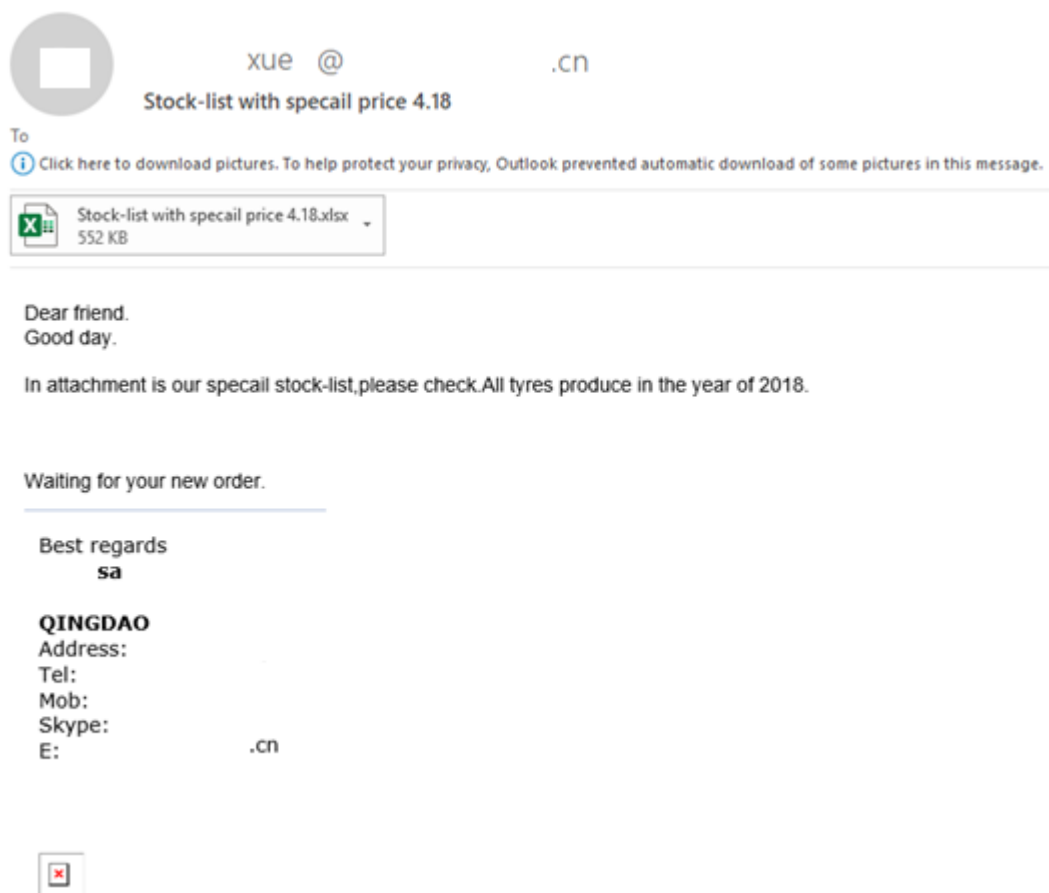 xue @ .cn
Stock-list with specail price 4.18
To
Click here to download pictures. To help protect your privacy, Outlook prevented automatic download of some pictures in this message.
Stock-list with specail price 4.18.xlsx
552 KB
Dear friend.
Good day.
In attachment is our specail stock-list,please check.All tyres produce in the year of 2018.
Waiting for your new order.
Best regards
sa
QINGDAO
Address:
Tel:
Mob:
Skype:
E: .cn